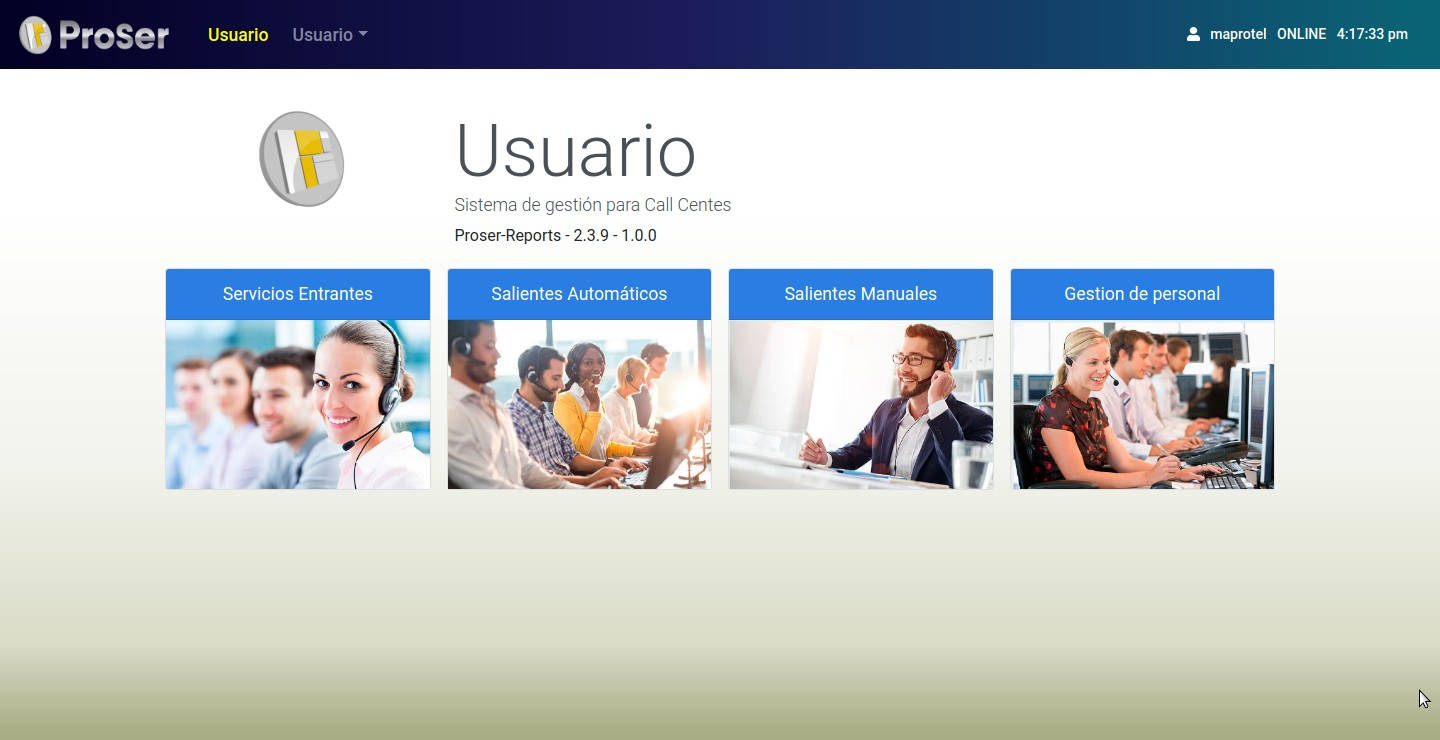 ProSer
Usuario
Usuario
maprotel ONLINE 4:17:33 pm
Usuario
Sistema de gestión para Call Centes
Proser-Reports - 2.3.9 - 1.0.0
Servicios Entrantes
Salientes Automáticos
Salientes Manuales
Gestion de personal